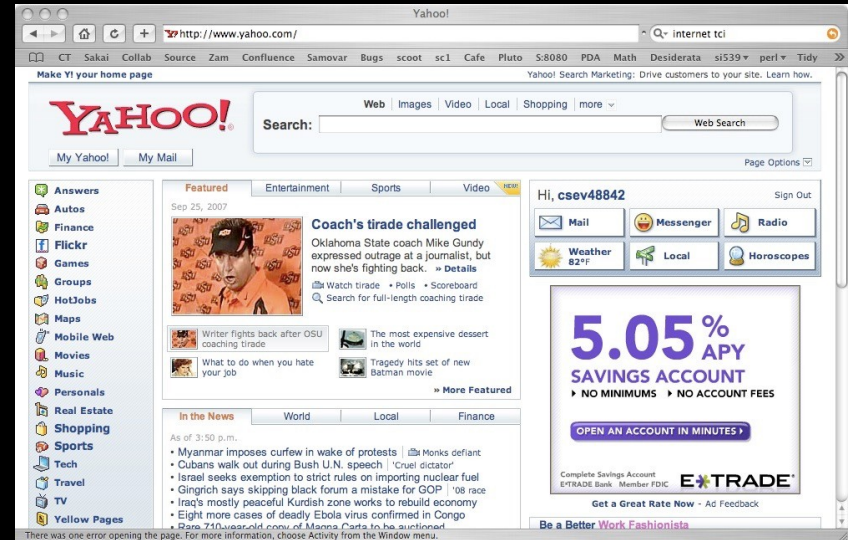 Yahoo!
http://www.yahoo.com/
internet tci
CT Sakai Collab Source Zam Confluence Samovar Bugs scoot sc1 Cafe Pluto S:8080 PDA Math Desiderata si539 perl Tidy »
Make Y! your home page
Yahoo! Search Marketing: Drive customers to your site. Learn how.
YAHOO!
Web | Images | Video | Local | Shopping | more
Search:
Web Search
My Yahoo! My Mail
Page Options
Answers
Autos
Finance
Flickr
Games
Groups
HotJobs
Maps
Mobile Web
Movies
Music
Personals
Real Estate
Shopping
Sports
Tech
Travel
TV
Yellow Pages
Featured Entertainment Sports Video NEW!
Sep 25, 2007
Coach's tirade challenged
Oklahoma State coach Mike Gundy
expressed outrage at a journalist, but
now she's fighting back. » Details
Watch tirade • Polls • Scoreboard
Search for full-length coaching tirade
Writer fights back after OSU
coaching tirade
The most expensive dessert
in the world
What to do when you hate
your job
Tragedy hits set of new
Batman movie
» More Featured
In the News World Local Finance
As of 3:50 p.m.
• Myanmar imposes curfew in wake of protests | Monks defiant
• Cubans walk out during Bush U.N. speech | 'Cruel dictator'
• Israel seeks exemption to strict rules on importing nuclear fuel
• Gingrich says skipping black forum a mistake for GOP | '08 race
• Iraq's mostly peaceful Kurdish zone works to rebuild economy
• Eight more cases of deadly Ebola virus confirmed in Congo
• Rare 710-year-old copy of Magna Carta to be auctioned
Hi, csev48842
Sign Out
Mail Messenger Radio
Weather
82°F
Local Horoscopes
5.05% APY
SAVINGS ACCOUNT
NO MINIMUMS NO ACCOUNT FEES
OPEN AN ACCOUNT IN MINUTES
Complete Savings Account
E*TRADE Bank Member FDIC
E*TRADE
Get a Great Rate Now - Ad Feedback
Be a Better Work Fashionista
There was one error opening the page. For more information, choose Activity from the Window menu.